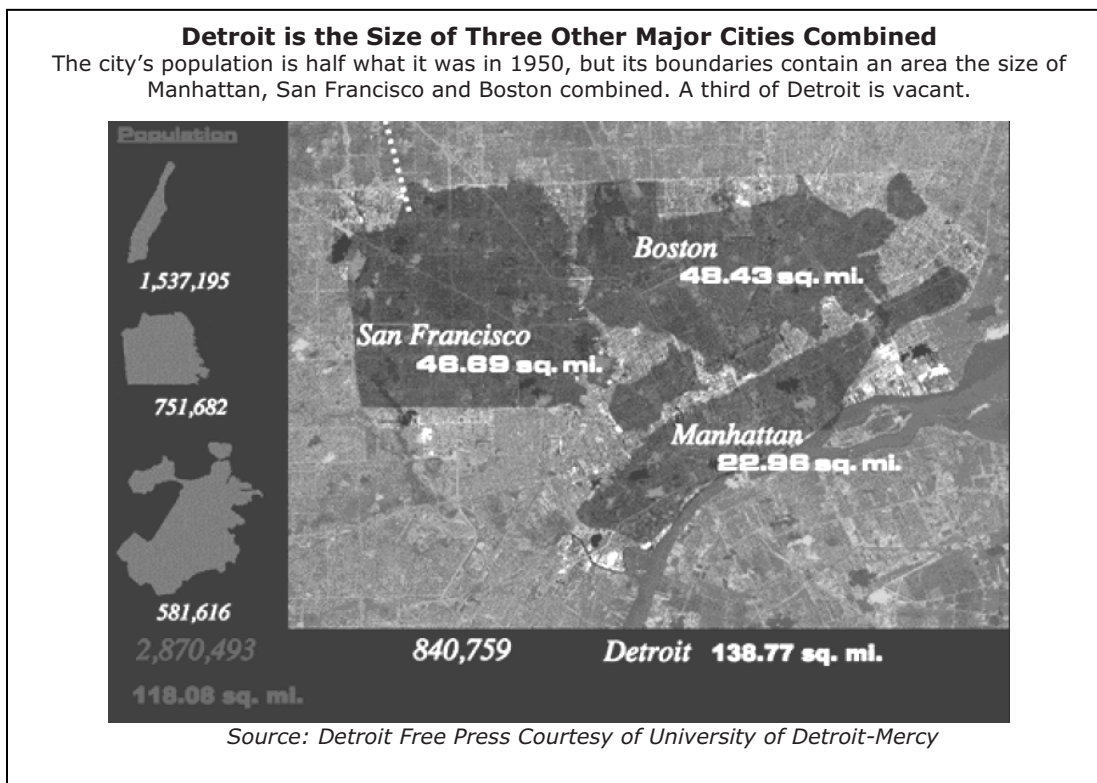 Detroit is the Size of Three Other Major Cities Combined
The city's population is half what it was in 1950, but its boundaries contain an area the size of
Manhattan, San Francisco and Boston combined. A third of Detroit is vacant.
Population
1,537,195
751,682
581,616
2,870,493
118.08 sq. mi.
Boston
48.43 sq. mi.
San Francisco
46.69 sq. mi.
Manhattan
22.96 sq. mi.
840,759
Detroit 138.77 sq. mi.
Source: Detroit Free Press Courtesy of University of Detroit-Mercy